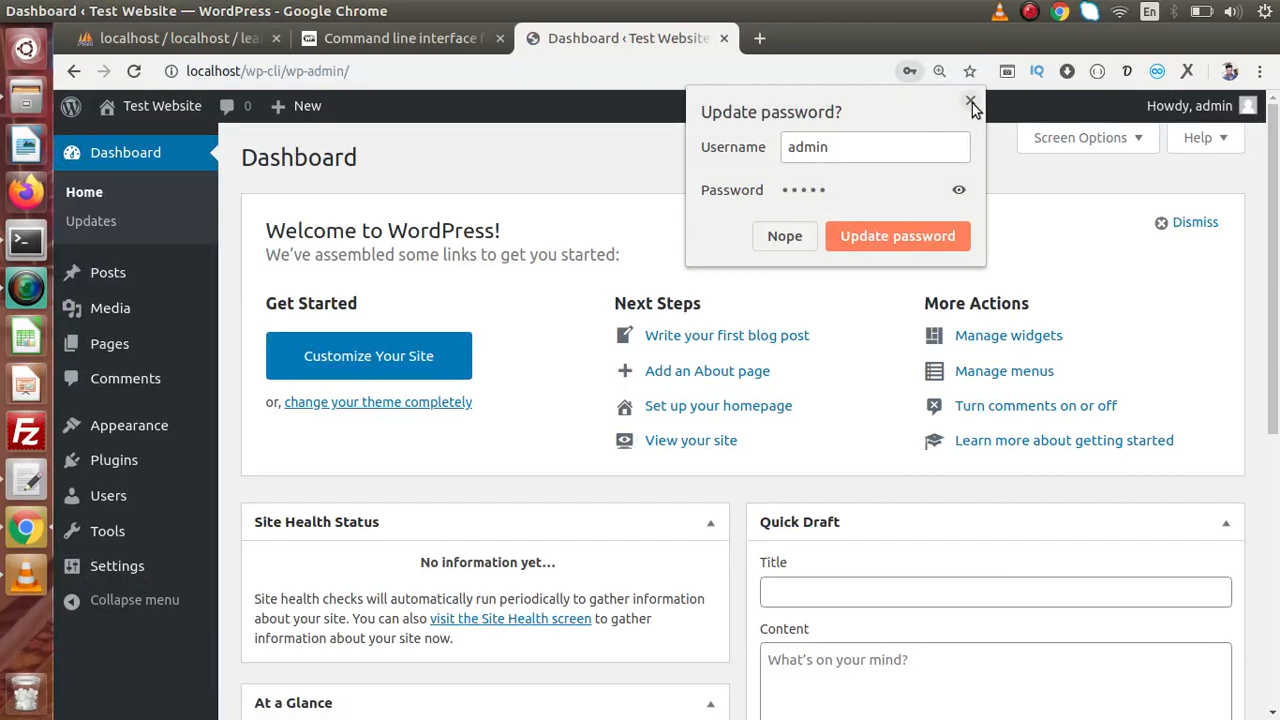 Dashboard ‹ Test Website — WordPress - Google Chrome
En
localhost / localhost / lea
Command line interface f
Dashboard ‹ Test Website
localhost/wp-cli/wp-admin/
IQ
Test Website
0
New
Howdy, admin
Update password?
Username
admin
Password
•••••
Nope
Update password
Screen Options
Help
Dashboard
Home
Updates
Posts
Media
Pages
Comments
Appearance
Plugins
Users
Tools
Settings
Collapse menu
Dashboard
Welcome to WordPress!
We've assembled some links to get you started:
Dismiss
Get Started
Customize Your Site
or, change your theme completely
Next Steps
Write your first blog post
Add an About page
Set up your homepage
View your site
More Actions
Manage widgets
Manage menus
Turn comments on or off
Learn more about getting started
Site Health Status
No information yet…
Site health checks will automatically run periodically to gather information
about your site. You can also visit the Site Health screen to gather
information about your site now.
At a Glance
Quick Draft
Title
Content
What's on your mind?